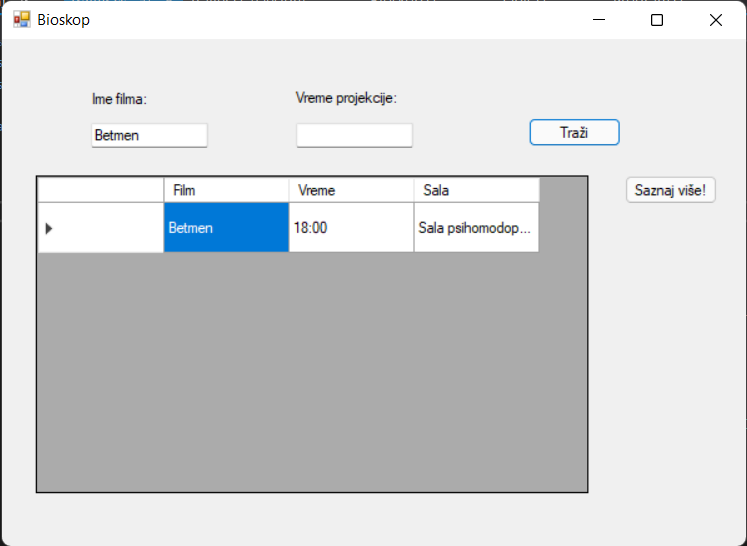 Bioskop
Ime filma:
Vreme projekcije:
Betmen
Traži
Film Vreme Sala
Saznaj više!
Betmen 18:00 Sala psihomodop...